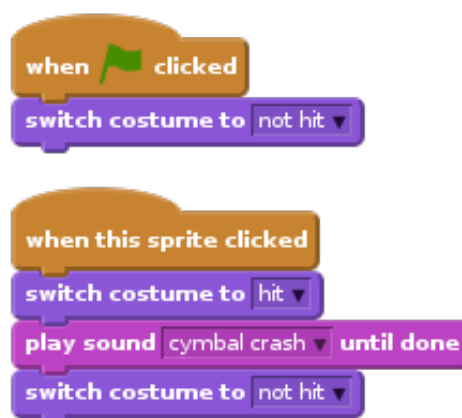 when clicked
switch costume to not hit
when this sprite clicked
switch costume to hit
play sound cymbal crash until done
switch costume to not hit